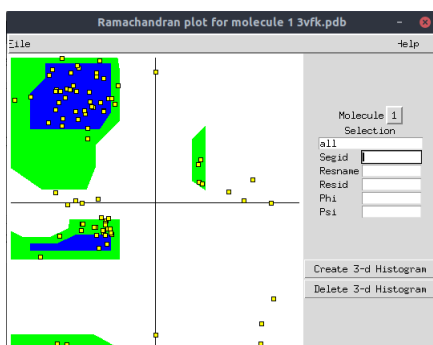 Ramachandran plot for molecule 1 3vfk.pdb
File
Help
Molecule 1
Selection
all
Segid
Resname
Resid
Phi
Psi
Create 3-d Histogram
Delete 3-d Histogram